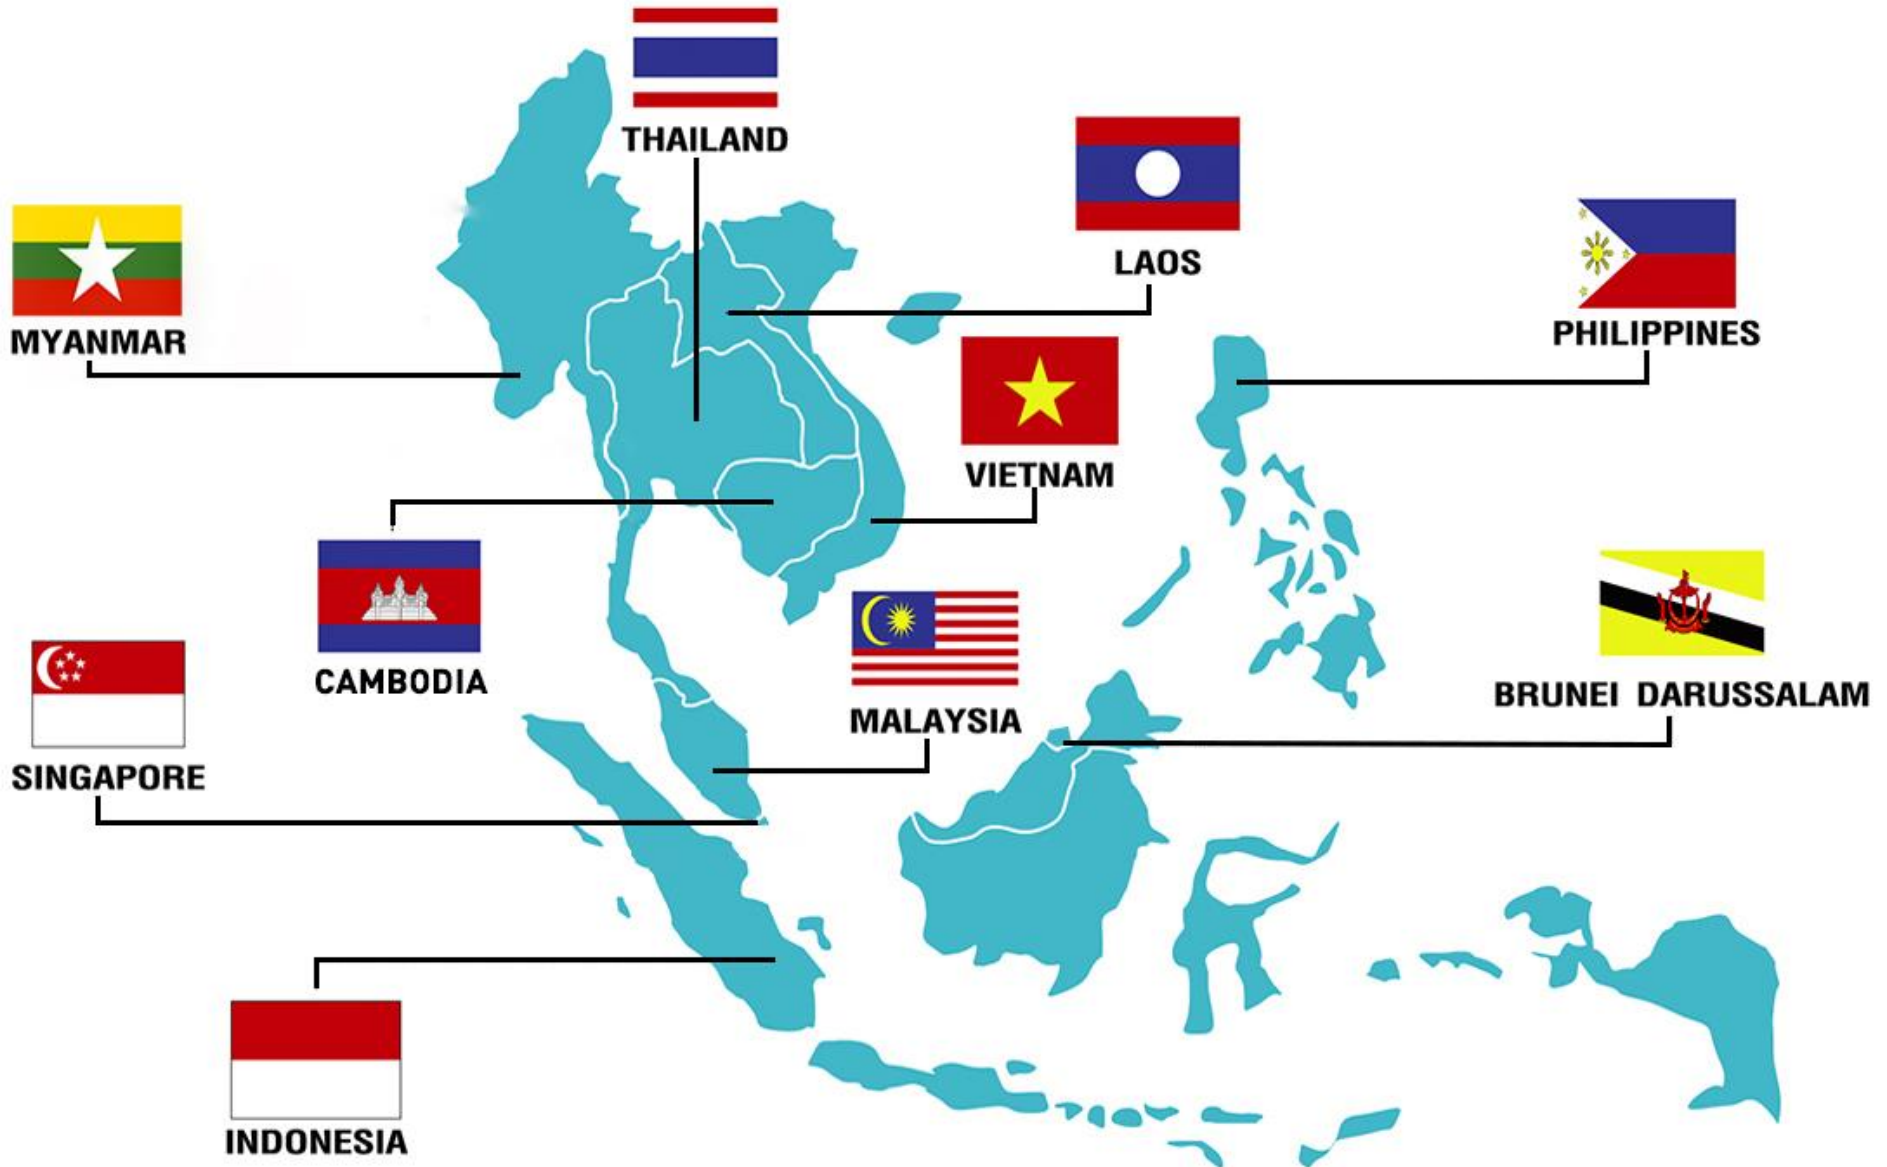 THAILAND
LAOS
PHILIPPINES
MYANMAR
VIETNAM
CAMBODIA
MALAYSIA
BRUNEI DARUSSALAM
SINGAPORE
INDONESIA